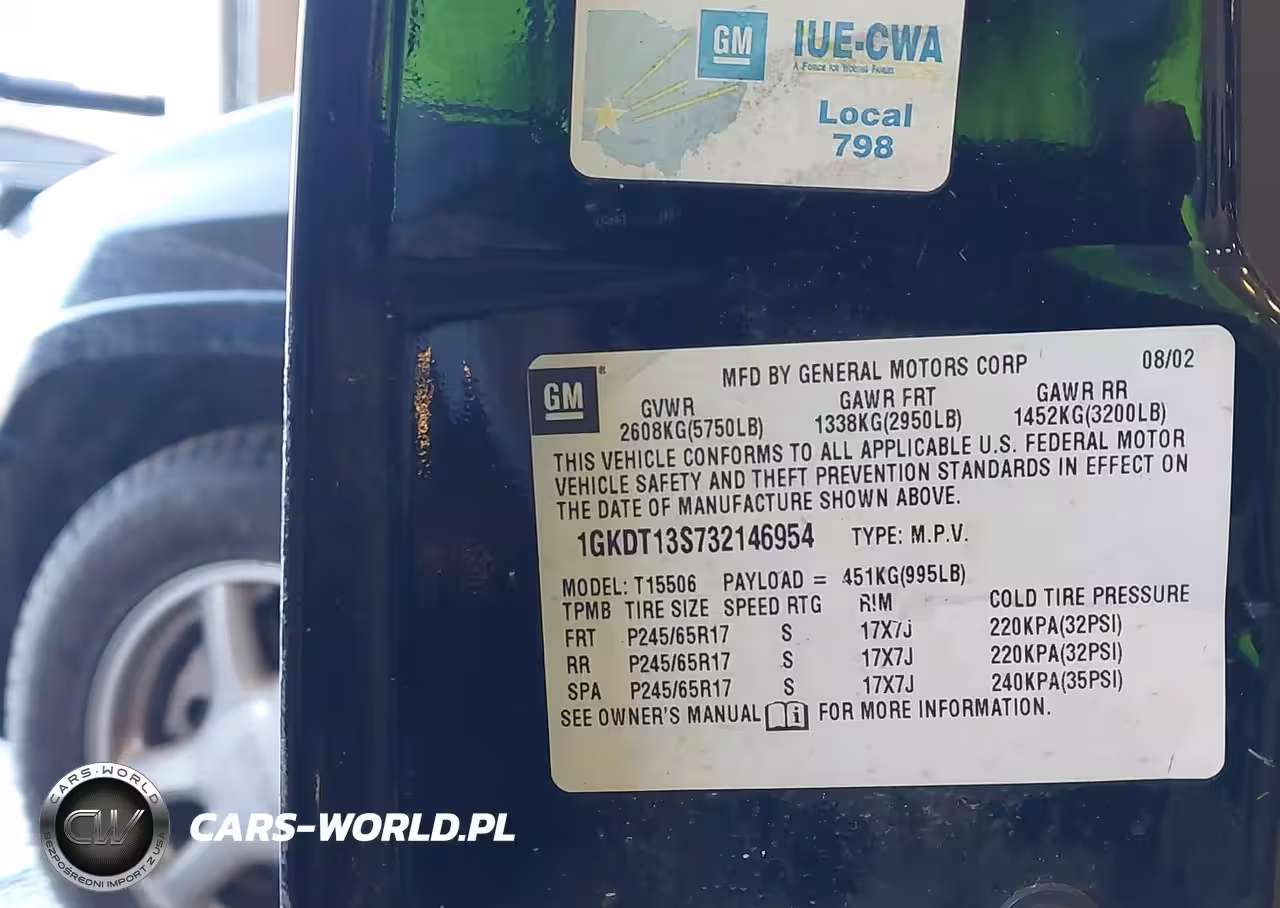 GM IUE-CWA
A Force for Working Families
Local
798
GM ® MFD BY GENERAL MOTORS CORP 08/02
GVWR GAWR FRT GAWR RR
2608KG(5750LB) 1338KG(2950LB) 1452KG(3200LB)
THIS VEHICLE CONFORMS TO ALL APPLICABLE U.S. FEDERAL MOTOR
VEHICLE SAFETY AND THEFT PREVENTION STANDARDS IN EFFECT ON
THE DATE OF MANUFACTURE SHOWN ABOVE.
1GKDT13S732146954 TYPE: M.P.V.
MODEL: T15506 PAYLOAD = 451KG(995LB)
TPMB TIRE SIZE SPEED RTG RIM COLD TIRE PRESSURE
FRT P245/65R17 S 17X7J 220KPA(32PSI)
RR P245/65R17 S 17X7J 220KPA(32PSI)
SPA P245/65R17 S 17X7J 240KPA(35PSI)
SEE OWNER'S MANUAL FOR MORE INFORMATION.
CARS-WORLD
CW
BEZPOŚREDNI IMPORT Z USA
CARS-WORLD.PL